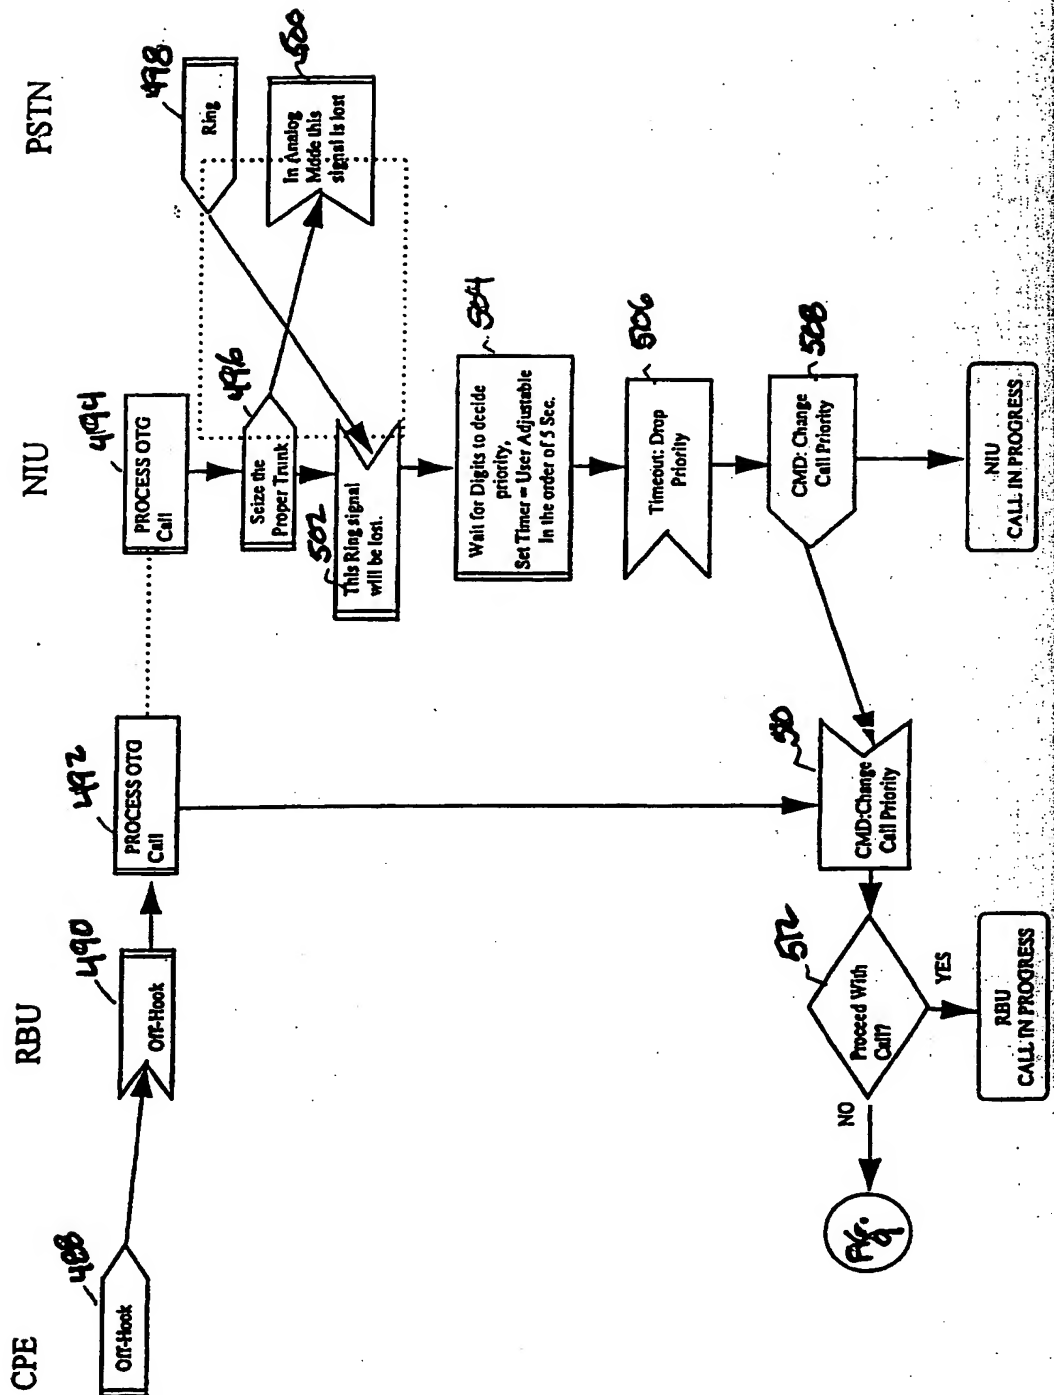 CPE
RBU
NIU
PSTN
488
Off-Hook
490
Off-Hook
492
PROCESS OTG
Call
494
PROCESS OTG
Call
496
Seize the
Proper Trunk
498
Ring
500
In Analog
Mode this
signal is lost
502
This Ring signal
will be lost.
504
Wait for Digits to decide
priority,
Set Timer = User Adjustable
In the order of 5 Sec.
506
Timeout: Drop
Priority
508
CMD: Change
Call Priority
NIU
CALL IN PROGRESS
510
CMD:Change
Call Priority
512
Proceed With
Call?
NO
YES
FIG.
9
RBU
CALL IN PROGRESS